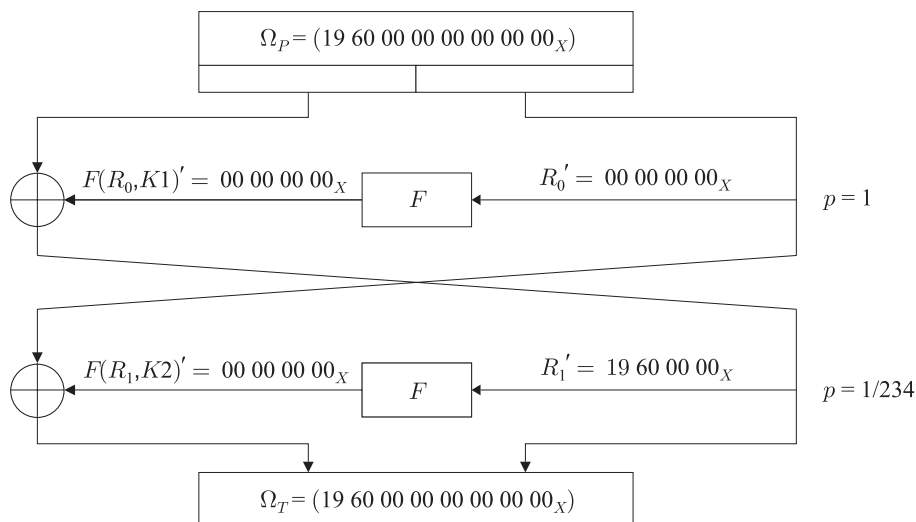 Ω_P = (19 60 00 00 00 00 00 00_X)
F(R_0,K1)′ = 00 00 00 00_X
F
R_0′ = 00 00 00 00_X
p = 1
F(R_1,K2)′ = 00 00 00 00_X
F
R_1′ = 19 60 00 00_X
p = 1/234
Ω_T = (19 60 00 00 00 00 00 00_X)